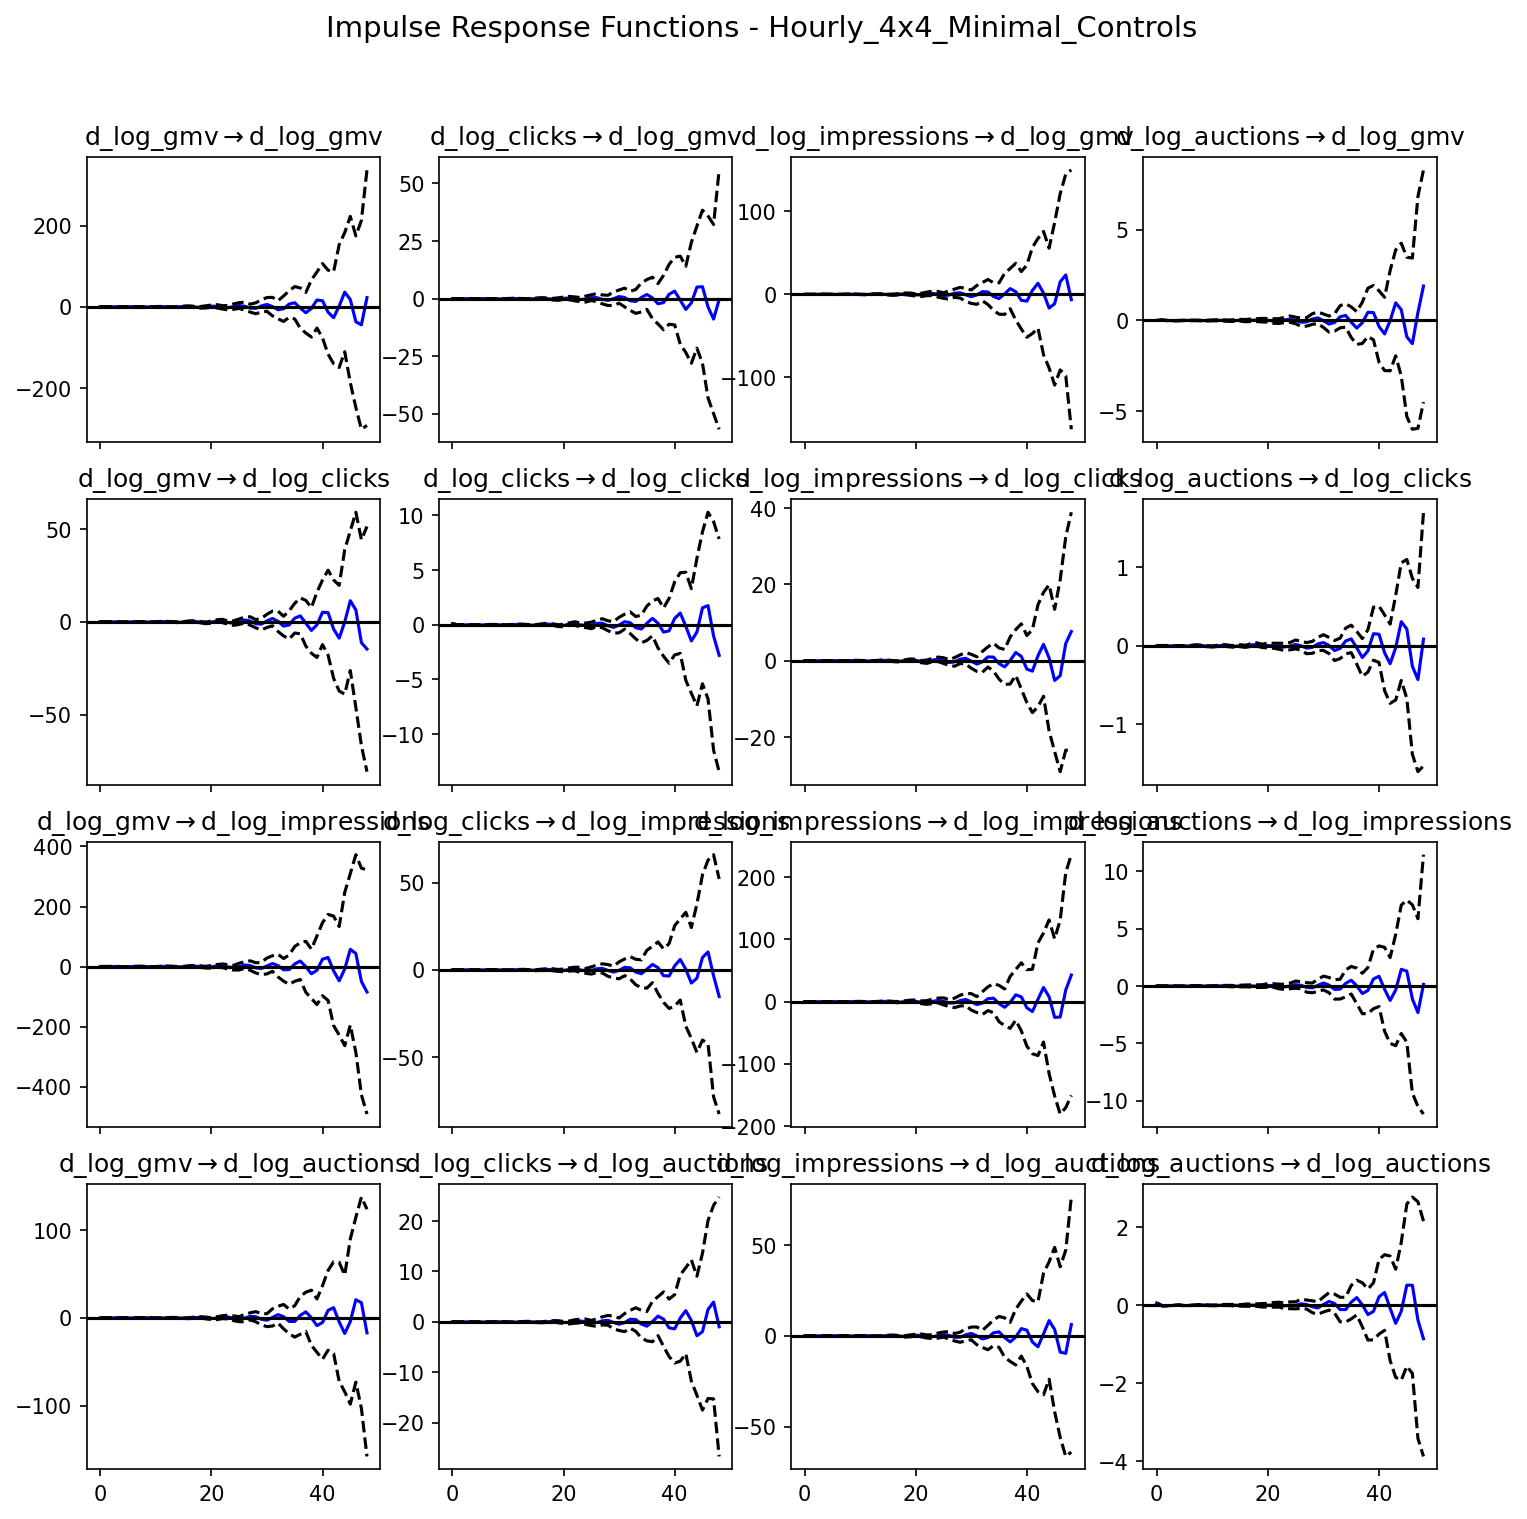 Impulse Response Functions - Hourly_4x4_Minimal_Controls
d_log_gmv→d_log_gmv
d_log_clicks→d_log_gmv
d_log_impressions→d_log_gmv
d_log_auctions→d_log_gmv
200
0
−200
50
25
0
−25
−50
100
0
−100
5
0
−5
d_log_gmv→d_log_clicks
d_log_clicks→d_log_clicks
d_log_impressions→d_log_clicks
d_log_auctions→d_log_clicks
50
0
−50
10
5
0
−5
−10
40
20
0
−20
1
0
−1
d_log_gmv→d_log_impressions
d_log_clicks→d_log_impressions
d_log_impressions→d_log_impressions
d_log_auctions→d_log_impressions
400
200
0
−200
−400
50
0
−50
200
100
0
−100
−200
10
5
0
−5
−10
d_log_gmv→d_log_auctions
d_log_clicks→d_log_auctions
d_log_impressions→d_log_auctions
d_log_auctions→d_log_auctions
100
0
−100
20
10
0
−10
−20
50
0
−50
2
0
−2
−4
0 20 40
0 20 40
0 20 40
0 20 40